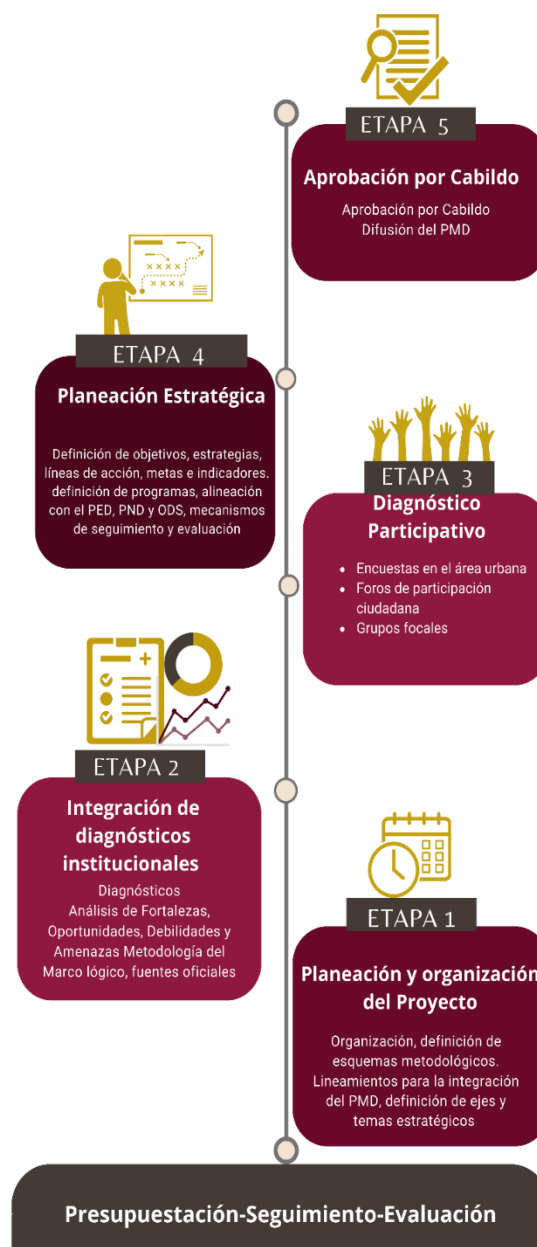 ETAPA 5
Aprobación por Cabildo
Aprobación por Cabildo
Difusión del PMD
ETAPA 4
Planeación Estratégica
Definición de objetivos, estrategias,
líneas de acción, metas e indicadores.
definición de programas, alineación
con el PED, PND y ODS, mecanismos
de seguimiento y evaluación
ETAPA 3
Diagnóstico
Participativo
• Encuestas en el área urbana
• Foros de participación
ciudadana
• Grupos focales
ETAPA 2
Integración de
diagnósticos
institucionales
Diagnósticos
Análisis de Fortalezas,
Oportunidades, Debilidades y
Amenazas Metodología del
Marco lógico, fuentes oficiales
ETAPA 1
Planeación y organización
del Proyecto
Organización, definición de
esquemas metodológicos.
Lineamientos para la integración
del PMD, definición de ejes y
temas estratégicos
Presupuestación-Seguimiento-Evaluación